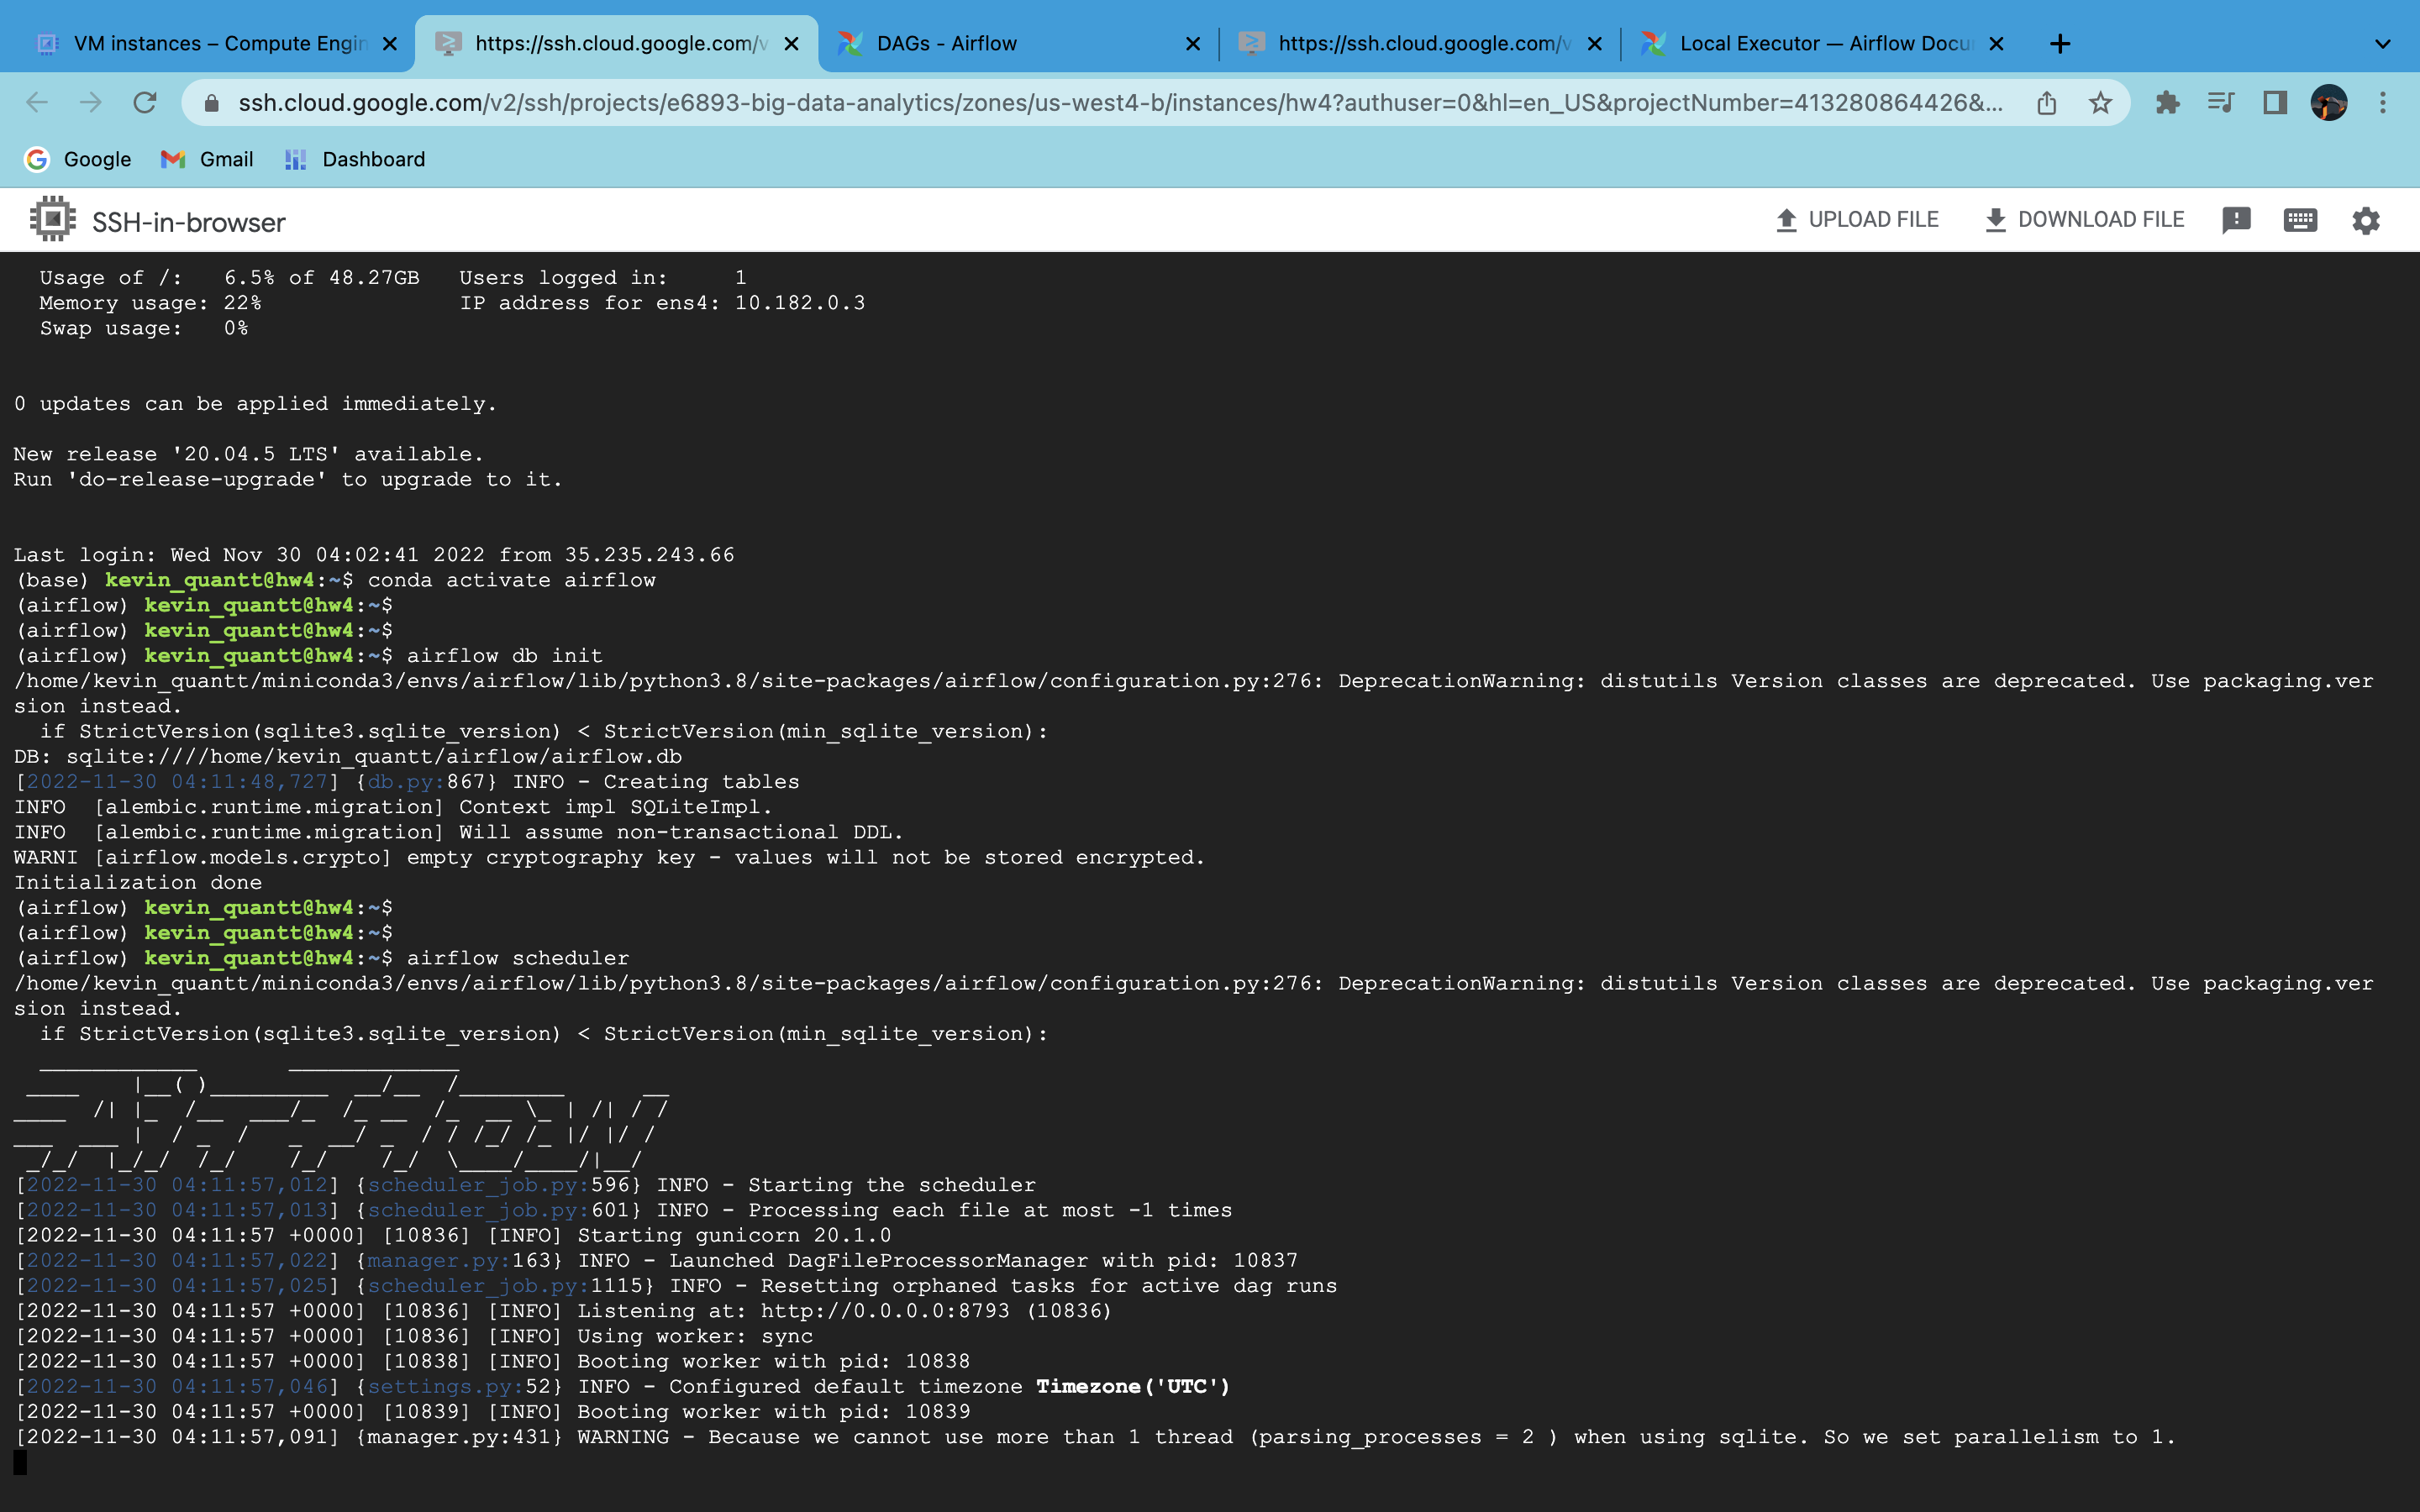 VM instances – Compute Engin
https://ssh.cloud.google.com/v
DAGs - Airflow
https://ssh.cloud.google.com/v
Local Executor — Airflow Docu
ssh.cloud.google.com/v2/ssh/projects/e6893-big-data-analytics/zones/us-west4-b/instances/hw4?authuser=0&hl=en_US&projectNumber=413280864426&...
Google
Gmail
Dashboard
SSH-in-browser
UPLOAD FILE
DOWNLOAD FILE
Usage of /:   6.5% of 48.27GB   Users logged in:     1
Memory usage: 22%               IP address for ens4: 10.182.0.3
Swap usage:   0%
0 updates can be applied immediately.
New release '20.04.5 LTS' available.
Run 'do-release-upgrade' to upgrade to it.
Last login: Wed Nov 30 04:02:41 2022 from 35.235.243.66
(base) kevin_quantt@hw4:~$ conda activate airflow
(airflow) kevin_quantt@hw4:~$
(airflow) kevin_quantt@hw4:~$
(airflow) kevin_quantt@hw4:~$ airflow db init
/home/kevin_quantt/miniconda3/envs/airflow/lib/python3.8/site-packages/airflow/configuration.py:276: DeprecationWarning: distutils Version classes are deprecated. Use packaging.ver
sion instead.
  if StrictVersion(sqlite3.sqlite_version) < StrictVersion(min_sqlite_version):
DB: sqlite:////home/kevin_quantt/airflow/airflow.db
[2022-11-30 04:11:48,727] {db.py:867} INFO - Creating tables
INFO  [alembic.runtime.migration] Context impl SQLiteImpl.
INFO  [alembic.runtime.migration] Will assume non-transactional DDL.
WARNI [airflow.models.crypto] empty cryptography key - values will not be stored encrypted.
Initialization done
(airflow) kevin_quantt@hw4:~$
(airflow) kevin_quantt@hw4:~$
(airflow) kevin_quantt@hw4:~$ airflow scheduler
/home/kevin_quantt/miniconda3/envs/airflow/lib/python3.8/site-packages/airflow/configuration.py:276: DeprecationWarning: distutils Version classes are deprecated. Use packaging.ver
sion instead.
  if StrictVersion(sqlite3.sqlite_version) < StrictVersion(min_sqlite_version):
Airflow
[2022-11-30 04:11:57,012] {scheduler_job.py:596} INFO - Starting the scheduler
[2022-11-30 04:11:57,013] {scheduler_job.py:601} INFO - Processing each file at most -1 times
[2022-11-30 04:11:57 +0000] [10836] [INFO] Starting gunicorn 20.1.0
[2022-11-30 04:11:57,022] {manager.py:163} INFO - Launched DagFileProcessorManager with pid: 10837
[2022-11-30 04:11:57,025] {scheduler_job.py:1115} INFO - Resetting orphaned tasks for active dag runs
[2022-11-30 04:11:57 +0000] [10836] [INFO] Listening at: http://0.0.0.0:8793 (10836)
[2022-11-30 04:11:57 +0000] [10836] [INFO] Using worker: sync
[2022-11-30 04:11:57 +0000] [10838] [INFO] Booting worker with pid: 10838
[2022-11-30 04:11:57,046] {settings.py:52} INFO - Configured default timezone Timezone('UTC')
[2022-11-30 04:11:57 +0000] [10839] [INFO] Booting worker with pid: 10839
[2022-11-30 04:11:57,091] {manager.py:431} WARNING - Because we cannot use more than 1 thread (parsing_processes = 2 ) when using sqlite. So we set parallelism to 1.